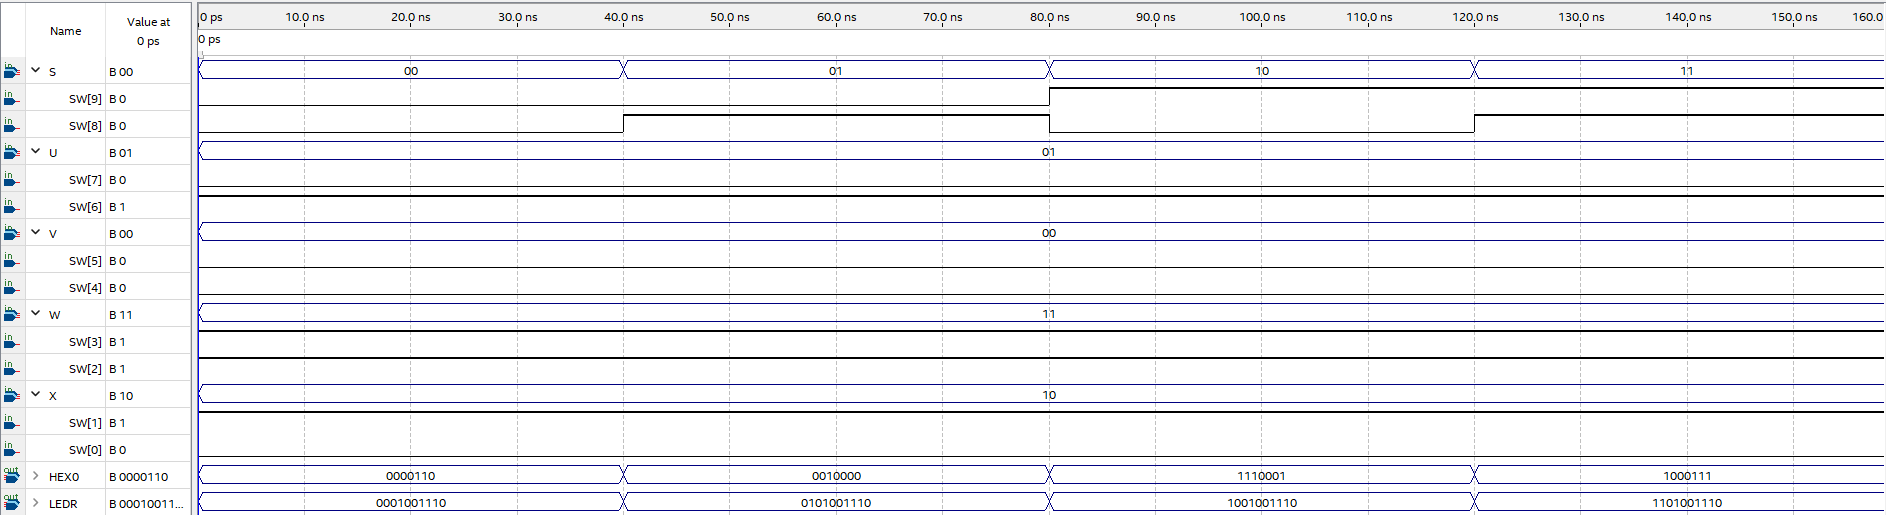 Name Value at 0 ps 0 ps 10.0 ns 20.0 ns 30.0 ns 40.0 ns 50.0 ns 60.0 ns 70.0 ns 80.0 ns 90.0 ns 100.0 ns 110.0 ns 120.0 ns 130.0 ns 140.0 ns 150.0 ns 160.0
0 ps
in S B 00 00 01 10 11
in SW[9] B 0
in SW[8] B 0
in U B 01 01
in SW[7] B 0
in SW[6] B 1
in V B 00 00
in SW[5] B 0
in SW[4] B 0
in W B 11 11
in SW[3] B 1
in SW[2] B 1
in X B 10 10
in SW[1] B 1
in SW[0] B 0
out HEX0 B 0000110 0000110 0010000 1110001 1000111
out LEDR B 00010011... 0001001110 0101001110 1001001110 1101001110